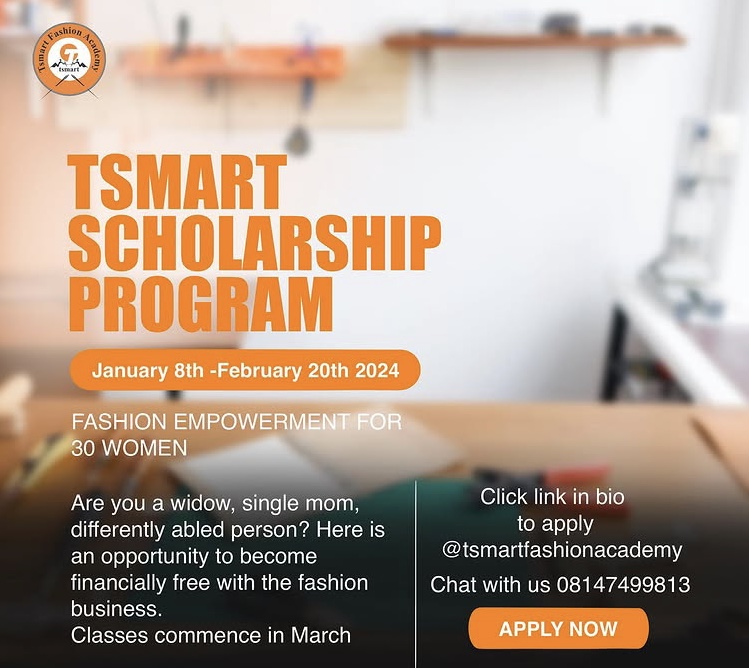 Tsmart Fashion Academy
tsmart
TSMART
SCHOLARSHIP
PROGRAM
January 8th -February 20th 2024
FASHION EMPOWERMENT FOR
30 WOMEN
Are you a widow, single mom,
differently abled person? Here is
an opportunity to become
financially free with the fashion
business.
Classes commence in March
Click link in bio
to apply
@tsmartfashionacademy
Chat with us 08147499813
APPLY NOW